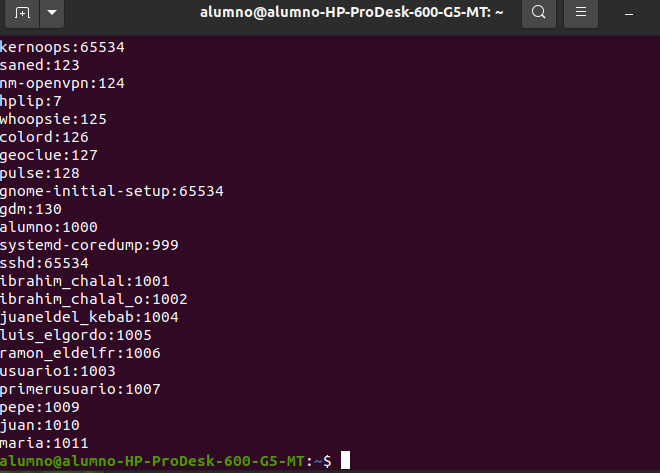 alumno@alumno-HP-ProDesk-600-G5-MT: ~
kernoops:65534
saned:123
nm-openvpn:124
hplip:7
whoopsie:125
colord:126
geoclue:127
pulse:128
gnome-initial-setup:65534
gdm:130
alumno:1000
systemd-coredump:999
sshd:65534
ibrahim_chalal:1001
ibrahim_chalal_o:1002
juaneldel_kebab:1004
luis_elgordo:1005
ramon_eldelfr:1006
usuario1:1003
primerusuario:1007
pepe:1009
juan:1010
maria:1011
alumno@alumno-HP-ProDesk-600-G5-MT:~$